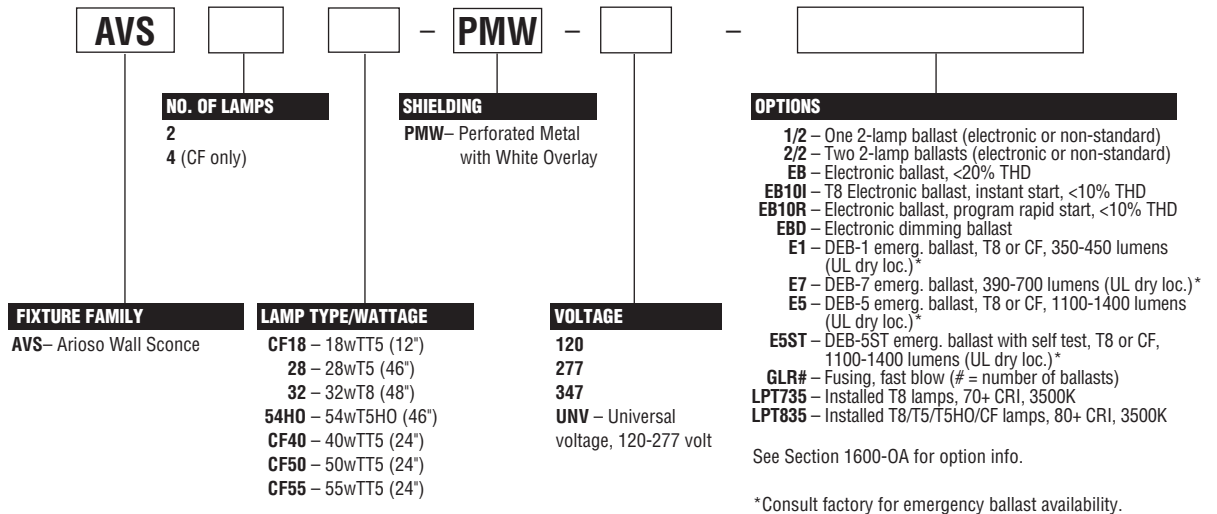 AVS – PMW – –
NO. OF LAMPS
2
4 (CF only)
SHIELDING
PMW– Perforated Metal
with White Overlay
OPTIONS
1/2 – One 2-lamp ballast (electronic or non-standard)
2/2 – Two 2-lamp ballasts (electronic or non-standard)
EB – Electronic ballast, <20% THD
EB10I – T8 Electronic ballast, instant start, <10% THD
EB10R – Electronic ballast, program rapid start, <10% THD
EBD – Electronic dimming ballast
E1 – DEB-1 emerg. ballast, T8 or CF, 350-450 lumens
(UL dry loc.)*
E7 – DEB-7 emerg. ballast, 390-700 lumens (UL dry loc.)*
E5 – DEB-5 emerg. ballast, T8 or CF, 1100-1400 lumens
(UL dry loc.)*
E5ST – DEB-5ST emerg. ballast with self test, T8 or CF,
1100-1400 lumens (UL dry loc.)*
GLR# – Fusing, fast blow (# = number of ballasts)
LPT735 – Installed T8 lamps, 70+ CRI, 3500K
LPT835 – Installed T8/T5/T5HO/CF lamps, 80+ CRI, 3500K
See Section 1600-OA for option info.
*Consult factory for emergency ballast availability.
FIXTURE FAMILY
AVS– Arioso Wall Sconce
LAMP TYPE/WATTAGE
CF18 – 18wTT5 (12")
28 – 28wT5 (46")
32 – 32wT8 (48")
54HO – 54wT5HO (46")
CF40 – 40wTT5 (24")
CF50 – 50wTT5 (24")
CF55 – 55wTT5 (24")
VOLTAGE
120
277
347
UNV – Universal
voltage, 120-277 volt